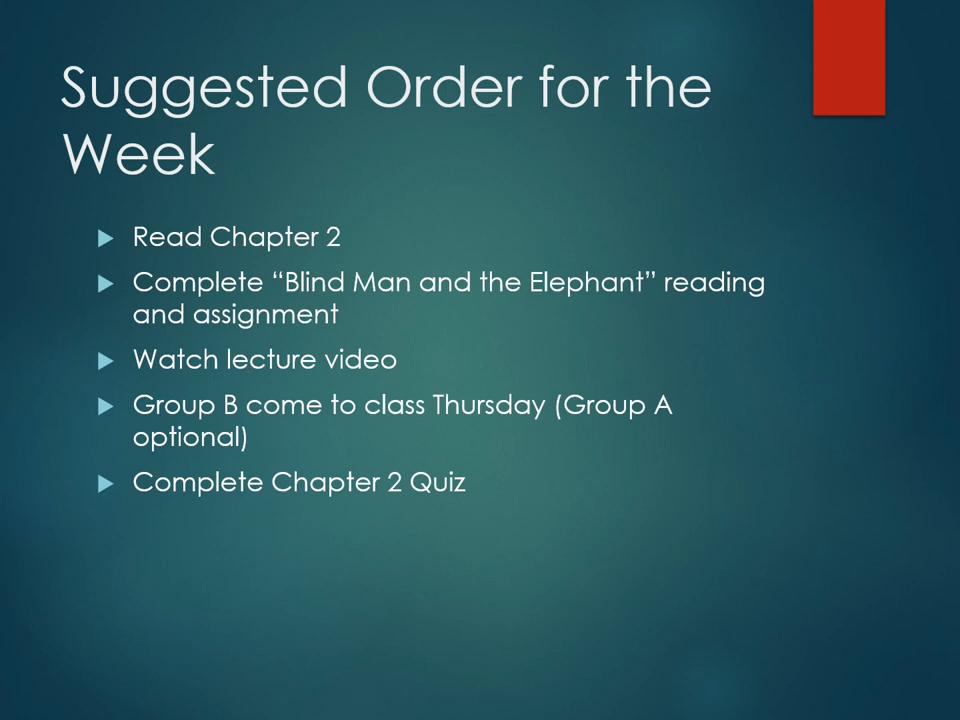 Suggested Order for the
Week
Read Chapter 2
Complete “Blind Man and the Elephant” reading
and assignment
Watch lecture video
Group B come to class Thursday (Group A
optional)
Complete Chapter 2 Quiz